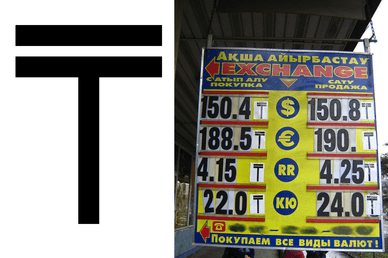 ₸
АҚША АЙЫРБАСТАУ
EXCHANGE
САТЫП АЛУ САТУ
ПОКУПКА ПРОДАЖА
150.4 ₸ $ 150.8 ₸
188.5 ₸ € 190. ₸
4.15 ₸ RR 4.25 ₸
22.0 ₸ КЮ 24.0 ₸
ПОКУПАЕМ ВСЕ ВИДЫ ВАЛЮТ!